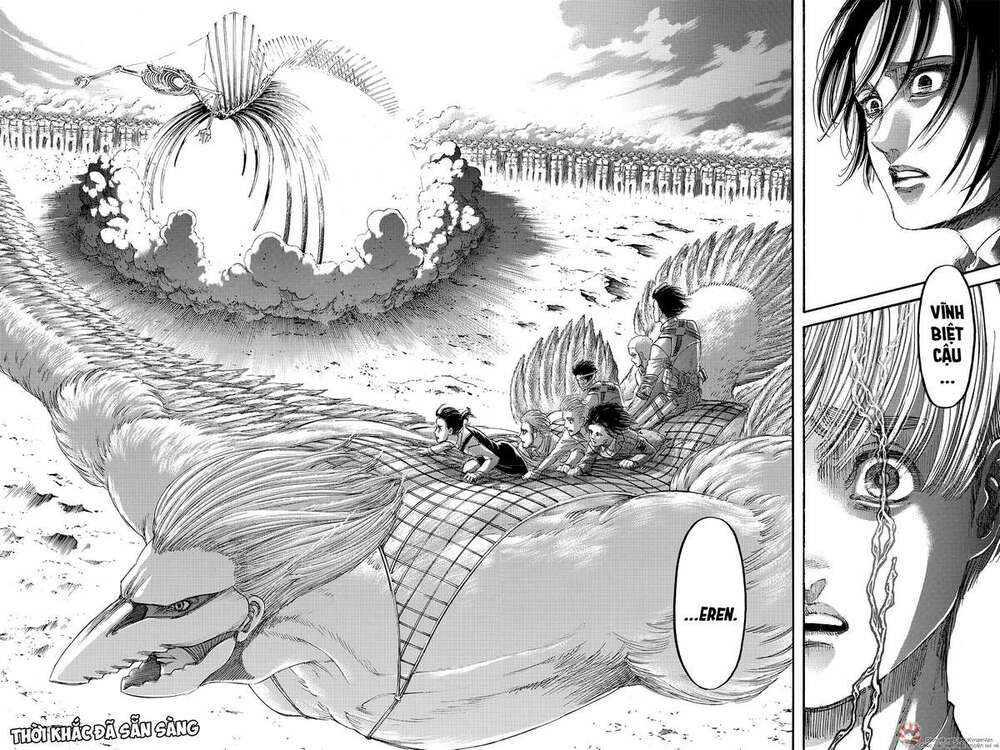 VĨNH
BIỆT
CẬU
...
...EREN.
THỜI KHẮC ĐÃ SẴN SÀNG